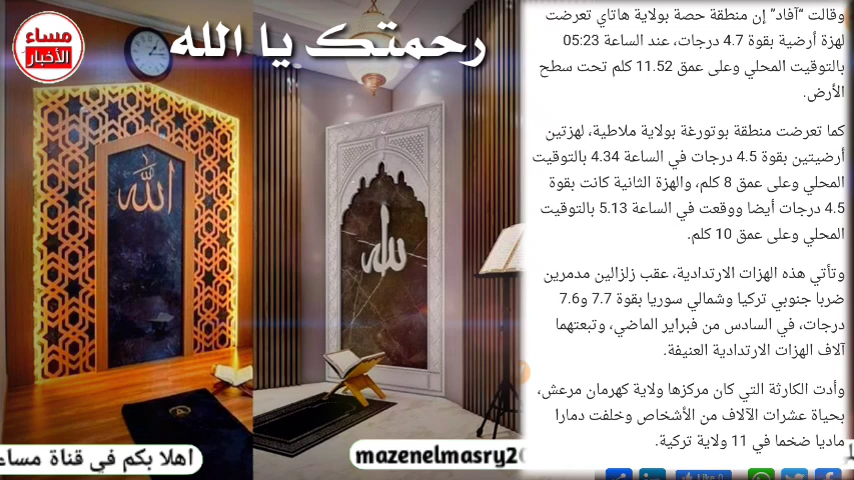 مساء
الأخبار
رحمتك يا الله
الله
الله
وقالت “آفاد” إن منطقة حصة بولاية هاتاي تعرضت
لهزة أرضية بقوة 4.7 درجات، عند الساعة 05:23
بالتوقيت المحلي وعلى عمق 11.52 كلم تحت سطح
الأرض.
كما تعرضت منطقة بوتورغة بولاية ملاطية، لهزتين
أرضيتين بقوة 4.5 درجات في الساعة 4.34 بالتوقيت
المحلي وعلى عمق 8 كلم، والهزة الثانية كانت بقوة
4.5 درجات أيضا ووقعت في الساعة 5.13 بالتوقيت
المحلي وعلى عمق 10 كلم.
وتأتي هذه الهزات الارتدادية، عقب زلزالين مدمرين
ضربا جنوبي تركيا وشمالي سوريا بقوة 7.7 و7.6
درجات، في السادس من فبراير الماضي، وتبعتهما
آلاف الهزات الارتدادية العنيفة.
وأدت الكارثة التي كان مركزها ولاية كهرمان مرعش،
بحياة عشرات الآلاف من الأشخاص وخلفت دمارا
ماديا ضخما في 11 ولاية تركية.
اهلا بكم في قناة مساء
mazenelmasry20
Like 0